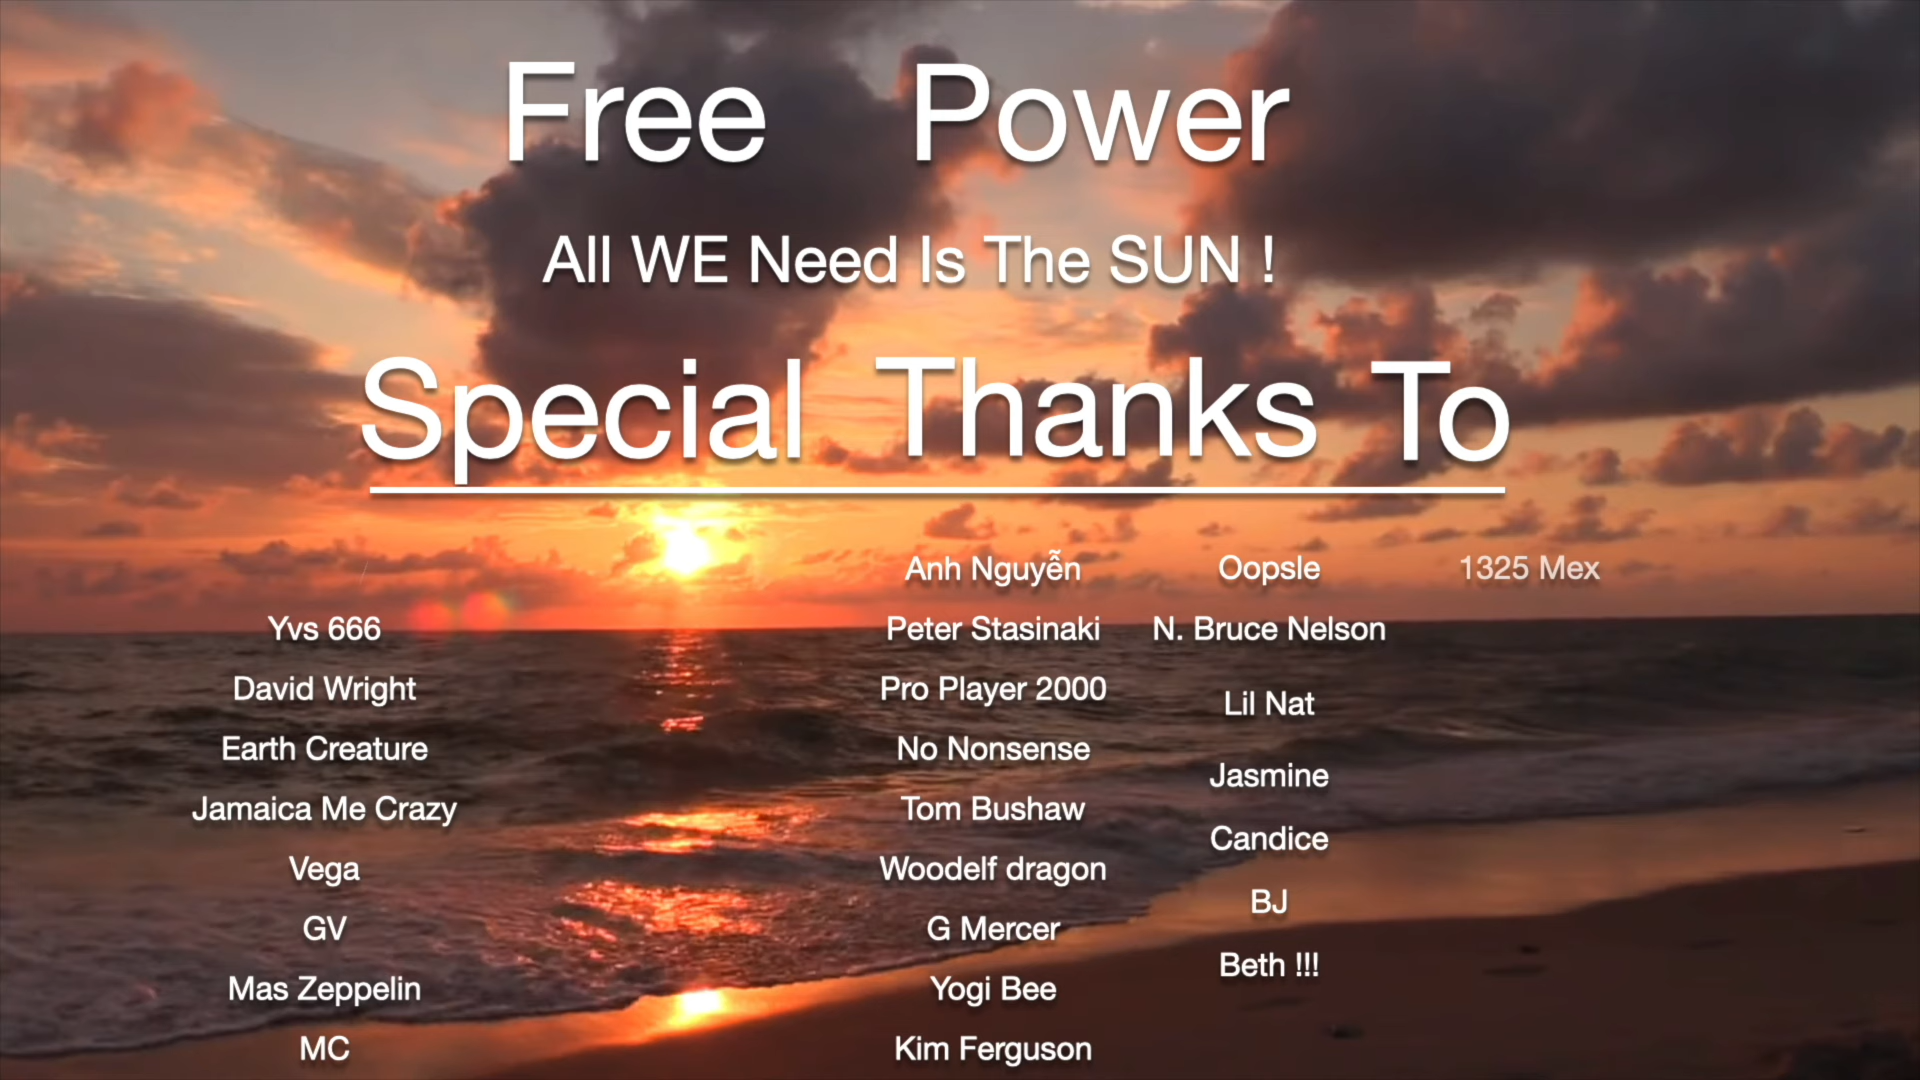 Free Power
All WE Need Is The SUN !
Special Thanks To
Yvs 666
David Wright
Earth Creature
Jamaica Me Crazy
Vega
GV
Mas Zeppelin
MC
Anh Nguyễn
Peter Stasinaki
Pro Player 2000
No Nonsense
Tom Bushaw
Woodelf dragon
G Mercer
Yogi Bee
Kim Ferguson
Oopsle
N. Bruce Nelson
Lil Nat
Jasmine
Candice
BJ
Beth !!!
1325 Mex